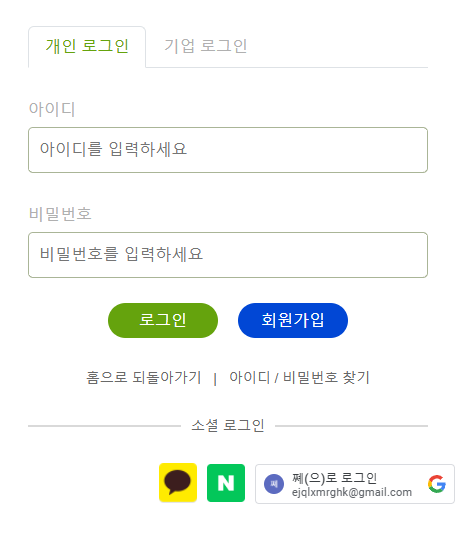 개인 로그인 기업 로그인
아이디
아이디를 입력하세요
비밀번호
비밀번호를 입력하세요
로그인 회원가입
홈으로 되돌아가기 | 아이디 / 비밀번호 찾기
소셜 로그인
N 쩨 쩨(으)로 로그인 G
ejqlxmrghk@gmail.com